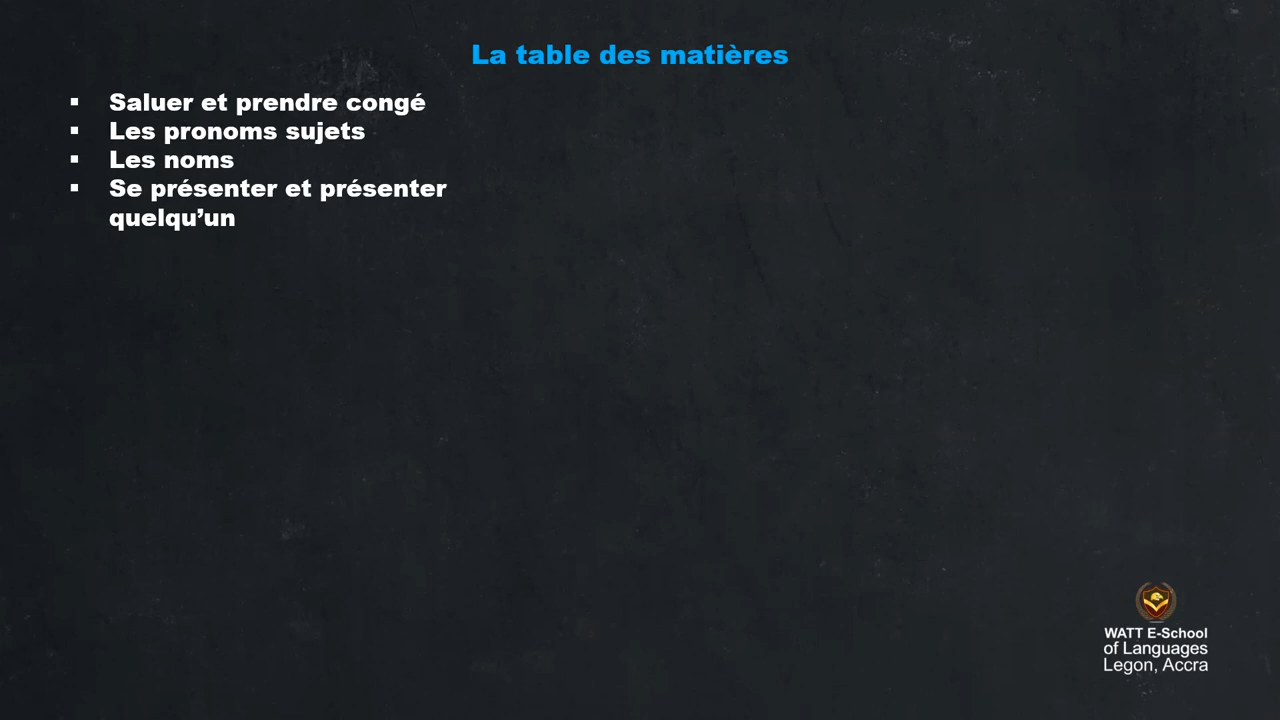 La table des matières
▪ Saluer et prendre congé
▪ Les pronoms sujets
▪ Les noms
▪ Se présenter et présenter
quelqu’un
WATT E-School
of Languages
Legon, Accra